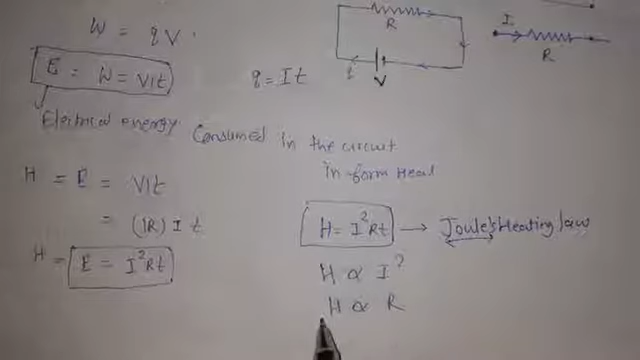 W = qV.
E = W = VIt
q = It
R
I
V
I
R
Electrical energy Consumed in the circuit
in form Heat
H = E = VIt
= (IR) I t
H = E = I²Rt
H = I²Rt → Joule's Heating law
H ∝ I²
H ∝ R